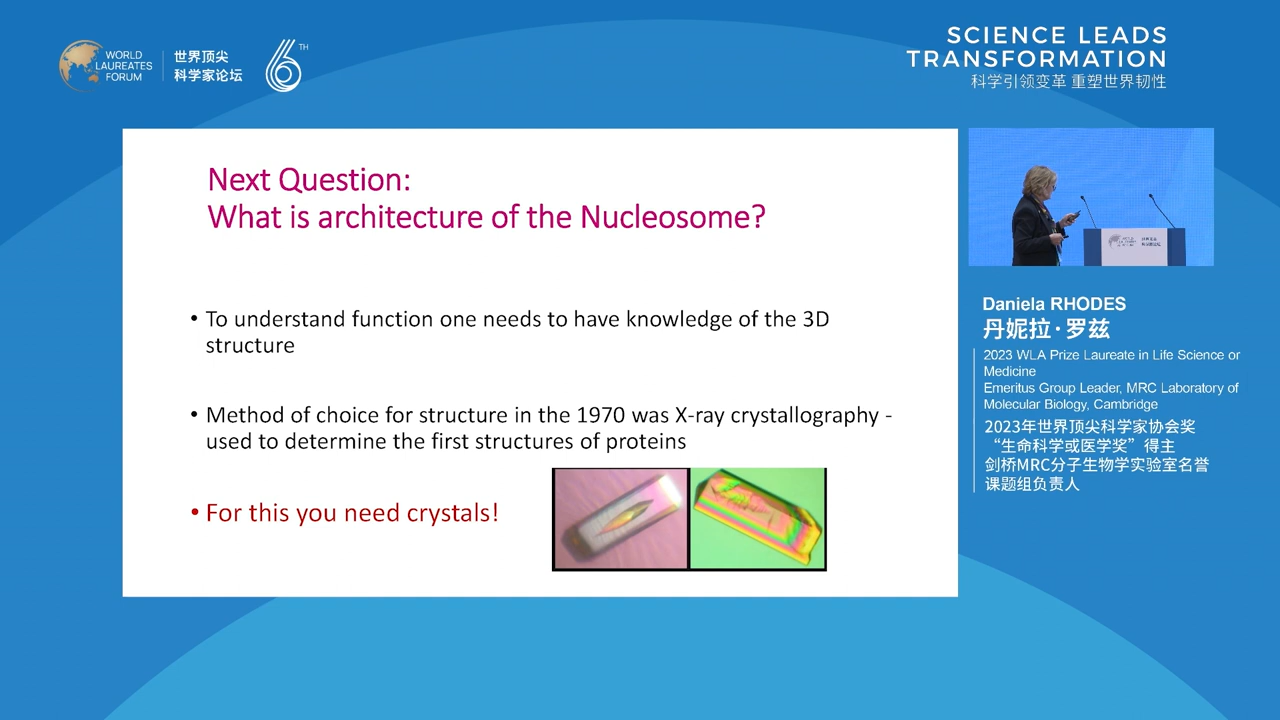 WORLD
LAUREATES
FORUM
世界顶尖
科学家论坛
6TH
SCIENCE LEADS
TRANSFORMATION
科学引领变革 重塑世界韧性
Next Question:
What is architecture of the Nucleosome?
• To understand function one needs to have knowledge of the 3D
structure
• Method of choice for structure in the 1970 was X-ray crystallography -
used to determine the first structures of proteins
• For this you need crystals!
Daniela RHODES
丹妮拉·罗兹
2023 WLA Prize Laureate in Life Science or
Medicine
Emeritus Group Leader, MRC Laboratory of
Molecular Biology, Cambridge
2023年世界顶尖科学家协会奖
“生命科学或医学奖”得主
剑桥MRC分子生物学实验室名誉
课题组负责人